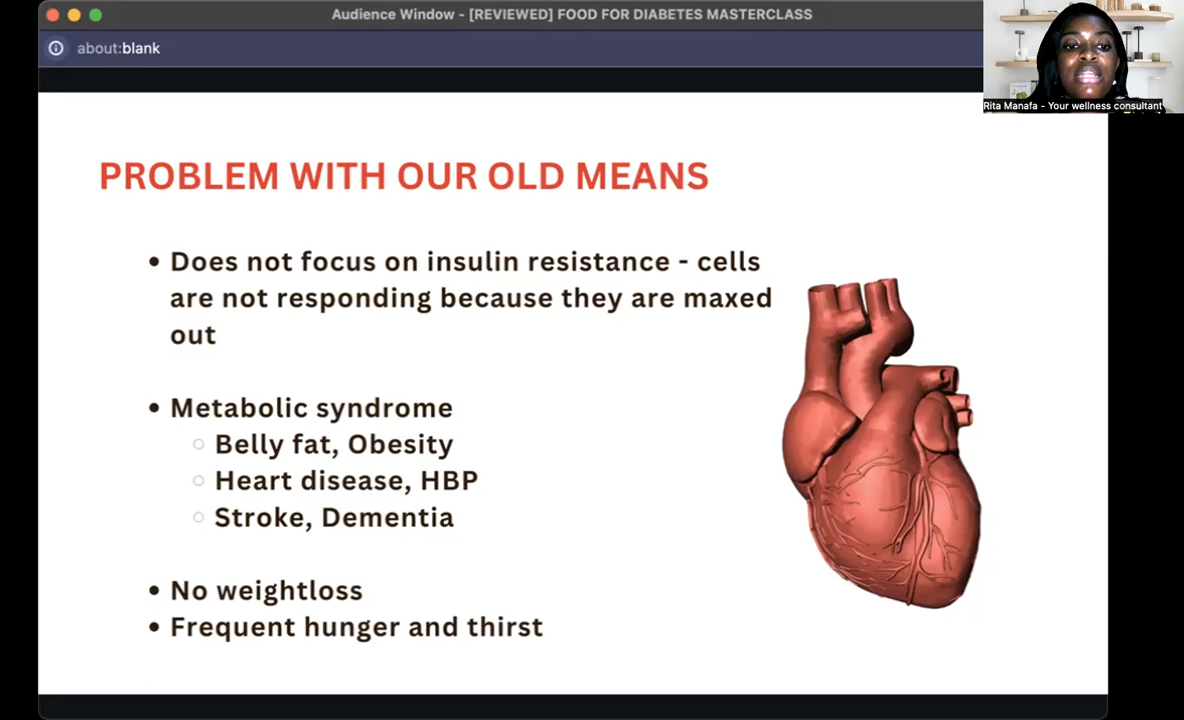 Audience Window - [REVIEWED] FOOD FOR DIABETES MASTERCLASS
about:blank
Rita Manafa - Your wellness consultant
PROBLEM WITH OUR OLD MEANS
• Does not focus on insulin resistance - cells
are not responding because they are maxed
out
• Metabolic syndrome
○ Belly fat, Obesity
○ Heart disease, HBP
○ Stroke, Dementia
• No weightloss
• Frequent hunger and thirst